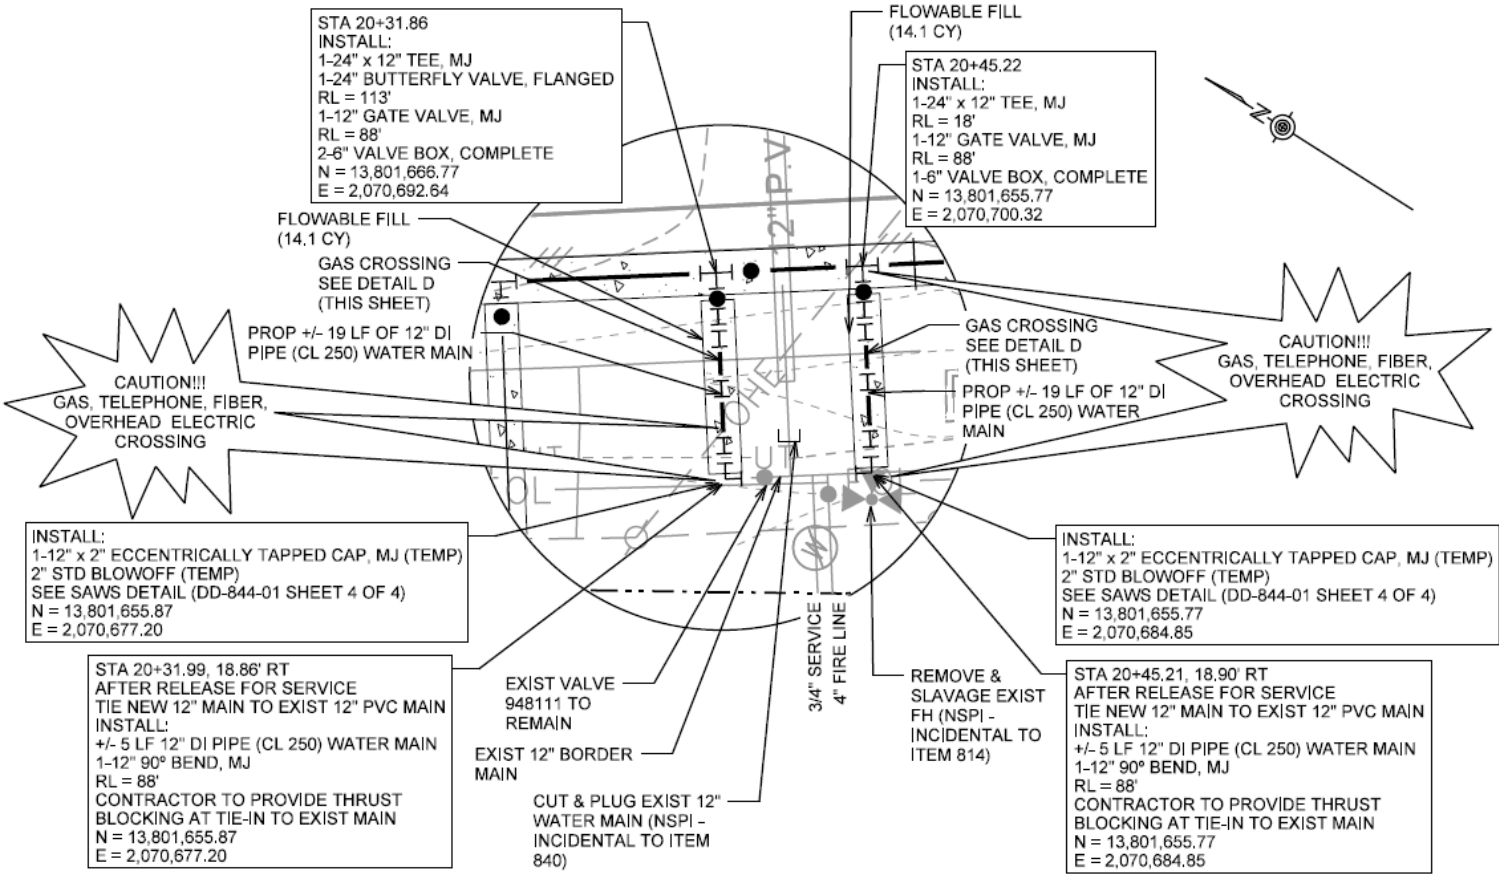 STA 20+31.86
INSTALL:
1-24" x 12" TEE, MJ
1-24" BUTTERFLY VALVE, FLANGED
RL = 113'
1-12" GATE VALVE, MJ
RL = 88'
2-6" VALVE BOX, COMPLETE
N = 13,801,666.77
E = 2,070,692.64
FLOWABLE FILL
(14.1 CY)
STA 20+45.22
INSTALL:
1-24" x 12" TEE, MJ
RL = 18'
1-12" GATE VALVE, MJ
RL = 88'
1-6" VALVE BOX, COMPLETE
N = 13,801,655.77
E = 2,070,700.32
N
FLOWABLE FILL
(14.1 CY)
GAS CROSSING
SEE DETAIL D
(THIS SHEET)
PROP +/- 19 LF OF 12" DI
PIPE (CL 250) WATER MAIN
12" P.V
OHE
UT
UT
OL
W
GAS CROSSING
SEE DETAIL D
(THIS SHEET)
PROP +/- 19 LF OF 12" DI
PIPE (CL 250) WATER
MAIN
CAUTION!!!
GAS, TELEPHONE, FIBER,
OVERHEAD ELECTRIC
CROSSING
CAUTION!!!
GAS, TELEPHONE, FIBER,
OVERHEAD ELECTRIC
CROSSING
INSTALL:
1-12" x 2" ECCENTRICALLY TAPPED CAP, MJ (TEMP)
2" STD BLOWOFF (TEMP)
SEE SAWS DETAIL (DD-844-01 SHEET 4 OF 4)
N = 13,801,655.87
E = 2,070,677.20
INSTALL:
1-12" x 2" ECCENTRICALLY TAPPED CAP, MJ (TEMP)
2" STD BLOWOFF (TEMP)
SEE SAWS DETAIL (DD-844-01 SHEET 4 OF 4)
N = 13,801,655.77
E = 2,070,684.85
STA 20+31.99, 18.86' RT
AFTER RELEASE FOR SERVICE
TIE NEW 12" MAIN TO EXIST 12" PVC MAIN
INSTALL:
+/- 5 LF 12" DI PIPE (CL 250) WATER MAIN
1-12" 90º BEND, MJ
RL = 88'
CONTRACTOR TO PROVIDE THRUST
BLOCKING AT TIE-IN TO EXIST MAIN
N = 13,801,655.87
E = 2,070,677.20
EXIST VALVE
948111 TO
REMAIN
EXIST 12" BORDER
MAIN
CUT & PLUG EXIST 12"
WATER MAIN (NSPI -
INCIDENTAL TO ITEM
840)
3/4" SERVICE
4" FIRE LINE
REMOVE &
SLAVAGE EXIST
FH (NSPI -
INCIDENTAL TO
ITEM 814)
STA 20+45.21, 18.90' RT
AFTER RELEASE FOR SERVICE
TIE NEW 12" MAIN TO EXIST 12" PVC MAIN
INSTALL:
+/- 5 LF 12" DI PIPE (CL 250) WATER MAIN
1-12" 90º BEND, MJ
RL = 88'
CONTRACTOR TO PROVIDE THRUST
BLOCKING AT TIE-IN TO EXIST MAIN
N = 13,801,655.77
E = 2,070,684.85